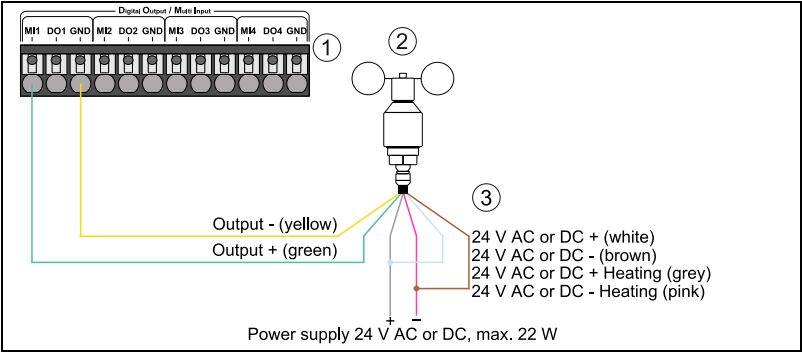 Digital Output / Multi Input
MI1 DO1 GND MI2 DO2 GND MI3 DO3 GND MI4 DO4 GND
1
2
3
Output - (yellow)
Output + (green)
24 V AC or DC + (white)
24 V AC or DC - (brown)
24 V AC or DC + Heating (grey)
24 V AC or DC - Heating (pink)
+ −
Power supply 24 V AC or DC, max. 22 W